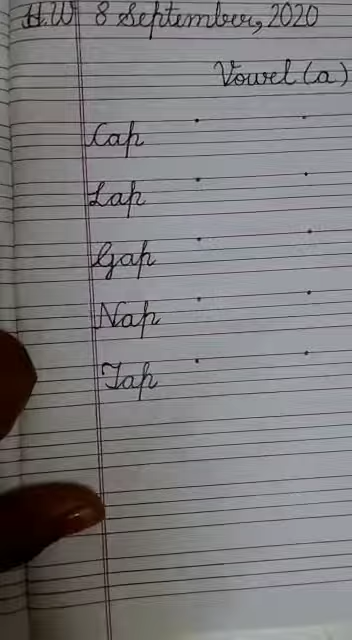 H.W 8 September, 2020
Vowel (a)
Cap
Lap
Gap
Nap
Tap